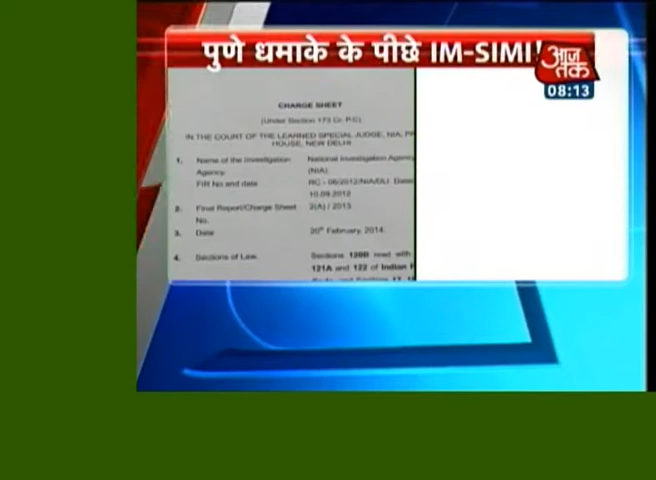 पुणे धमाके के पीछे IM-SIMI!
आज तक
08:13
CHARGE SHEET
(Under Section 173 Cr. P.C)
IN THE COURT OF THE LEARNED SPECIAL JUDGE, NIA,
HOUSE, NEW DELHI
1. Name of the Investigation Agency. National Investigation Agency (NIA)
FIR No and date RC - 06/2012/NIA/DLI Date 10.09.2012
2. Final Report/Charge Sheet No. 2(A) / 2013
3. Date 20th February, 2014
4. Sections of Law. Sections 120B read with
121A and 122 of Indian